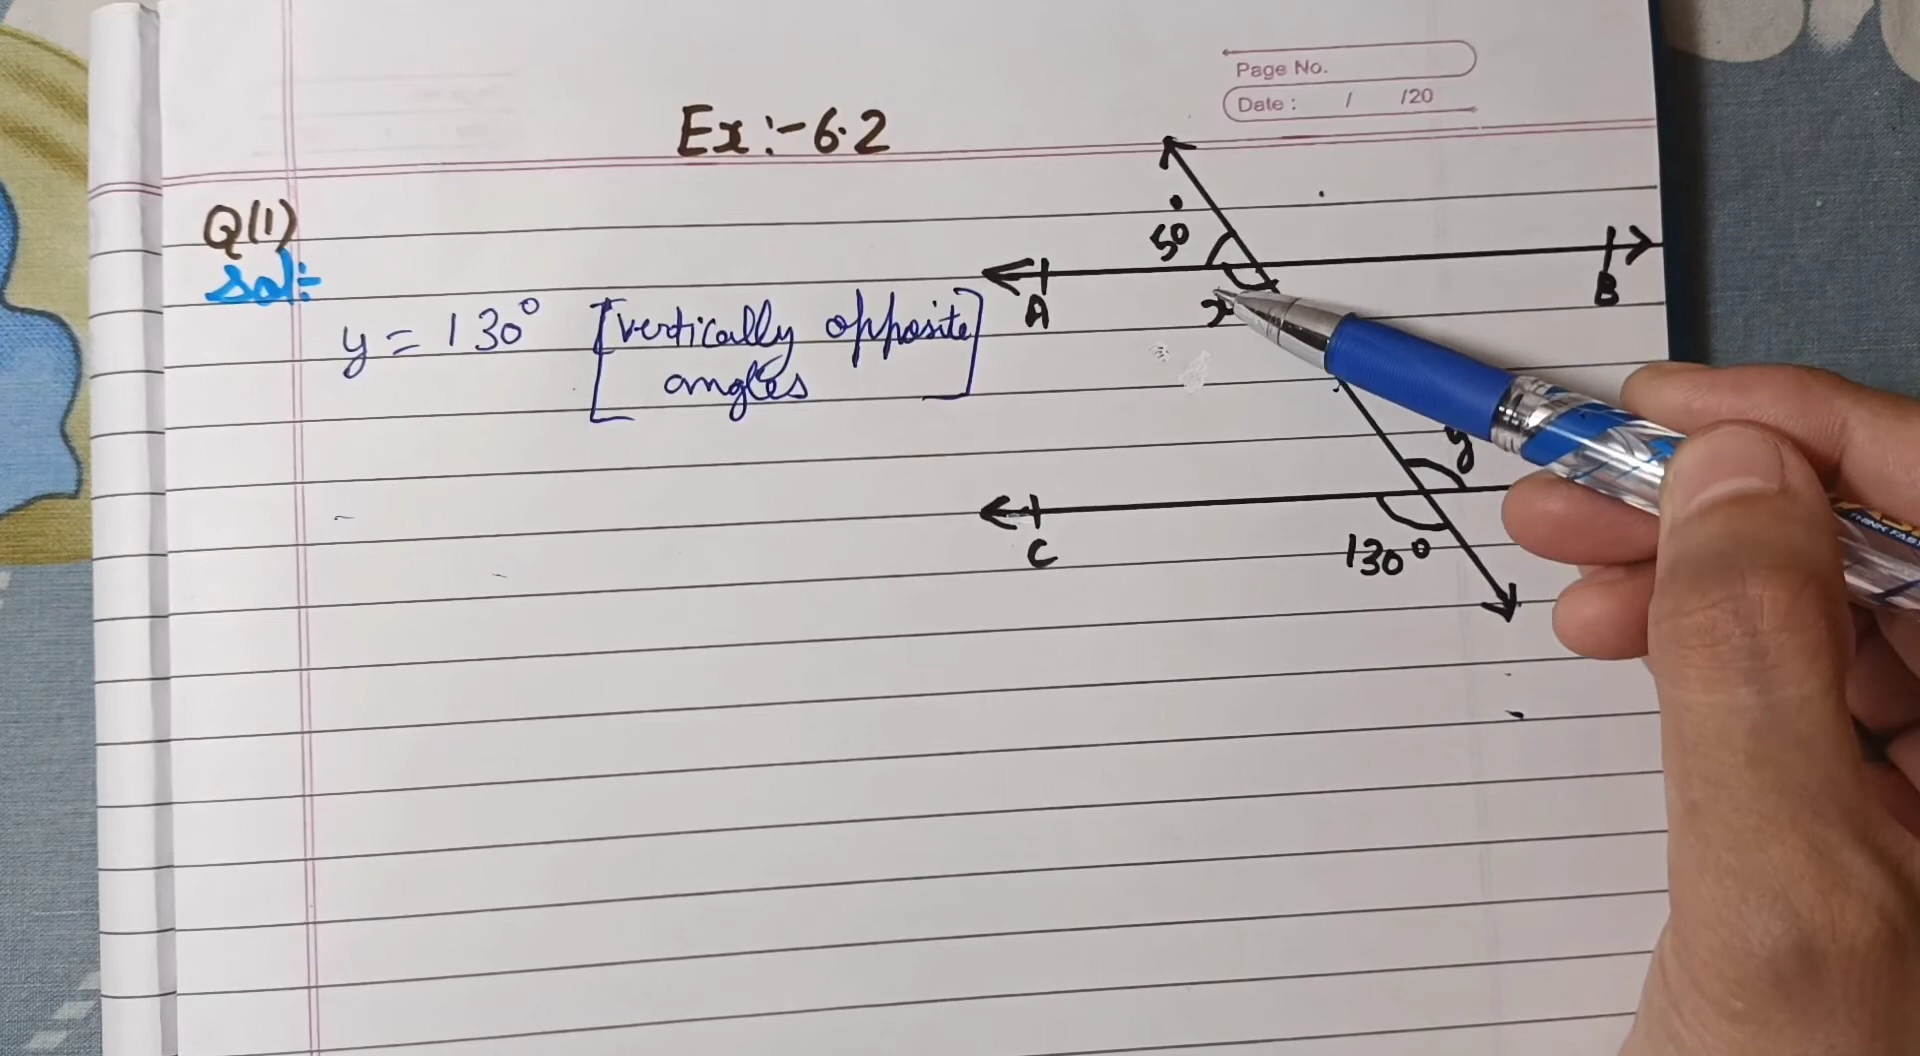 Page No.
Date : / /20
Ex:-6.2
Q(1)
Sol:-
y = 130° [vertically opposite
angles]
50°
A
B
x
y
C
130°